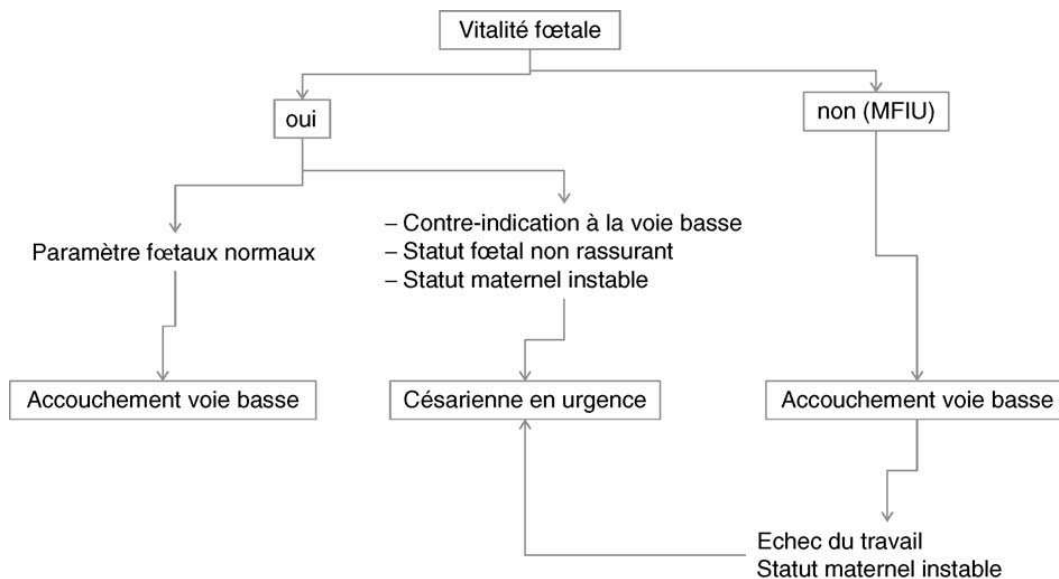 Vitalité fœtale
oui
non (MFIU)
Paramètre fœtaux normaux
– Contre-indication à la voie basse
– Statut fœtal non rassurant
– Statut maternel instable
Accouchement voie basse
Césarienne en urgence
Accouchement voie basse
Echec du travail
Statut maternel instable